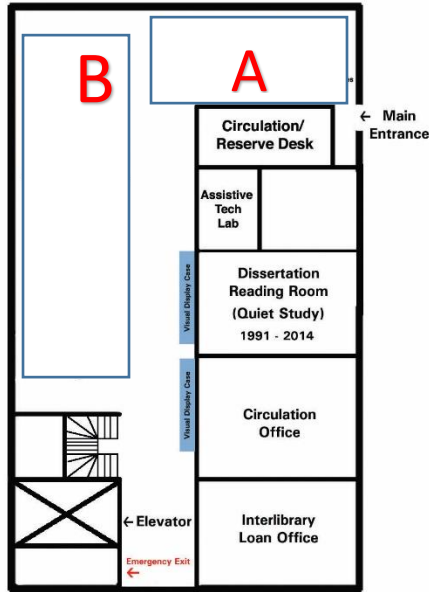 B
A
← Main
Entrance
Circulation/
Reserve Desk
Assistive
Tech
Lab
Visual Display Case
Dissertation
Reading Room
(Quiet Study)
1991 - 2014
Visual Display Case
Circulation
Office
← Elevator
Interlibrary
Loan Office
Emergency Exit
←